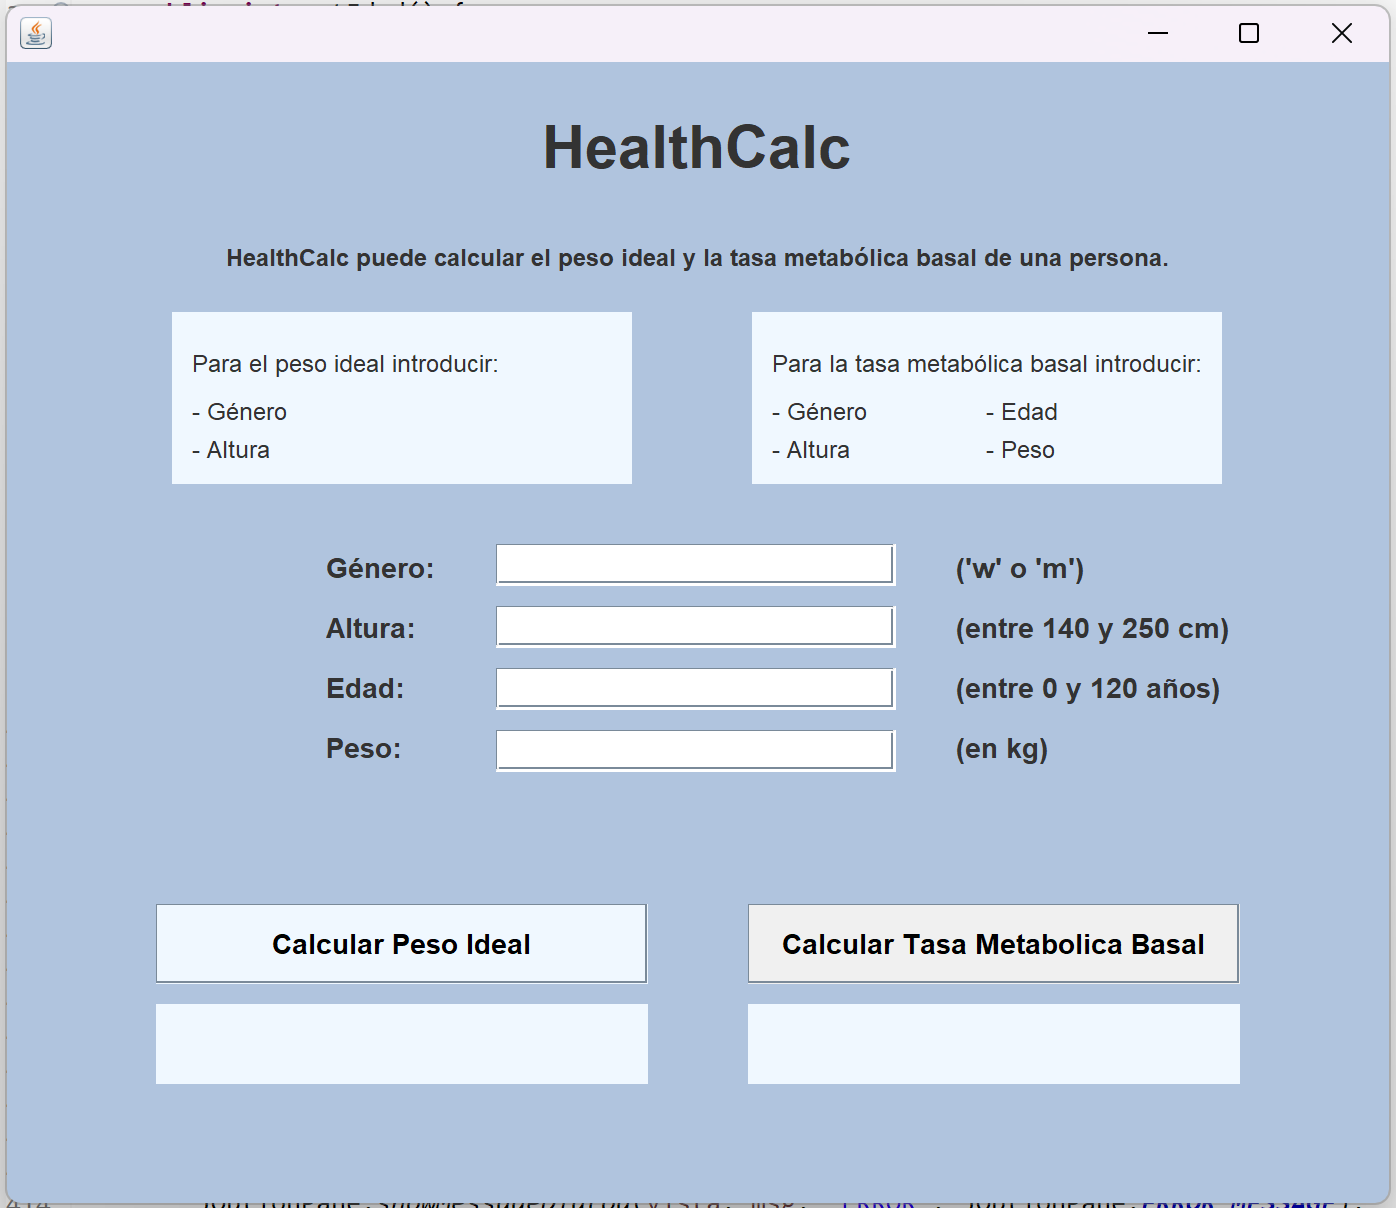 HealthCalc
HealthCalc puede calcular el peso ideal y la tasa metabólica basal de una persona.
Para el peso ideal introducir:
- Género
- Altura
Para la tasa metabólica basal introducir:
- Género - Edad
- Altura - Peso
Género: ('w' o 'm')
Altura: (entre 140 y 250 cm)
Edad: (entre 0 y 120 años)
Peso: (en kg)
Calcular Peso Ideal
Calcular Tasa Metabolica Basal